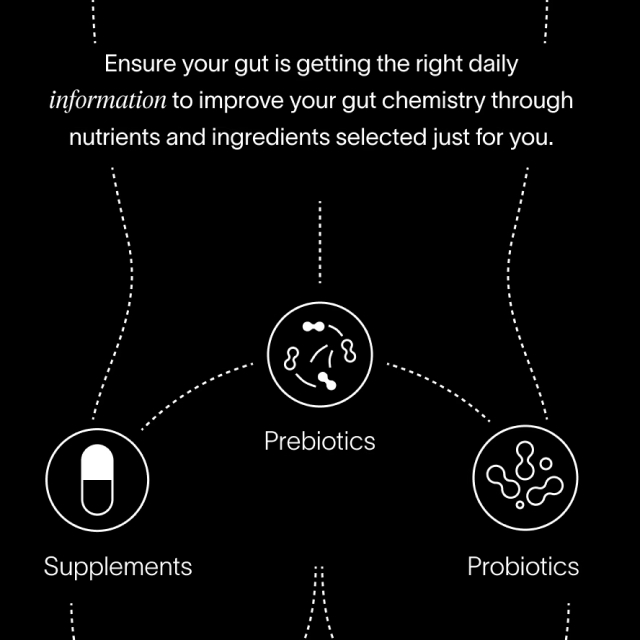 Ensure your gut is getting the right daily
information to improve your gut chemistry through
nutrients and ingredients selected just for you.
Prebiotics
Supplements
Probiotics